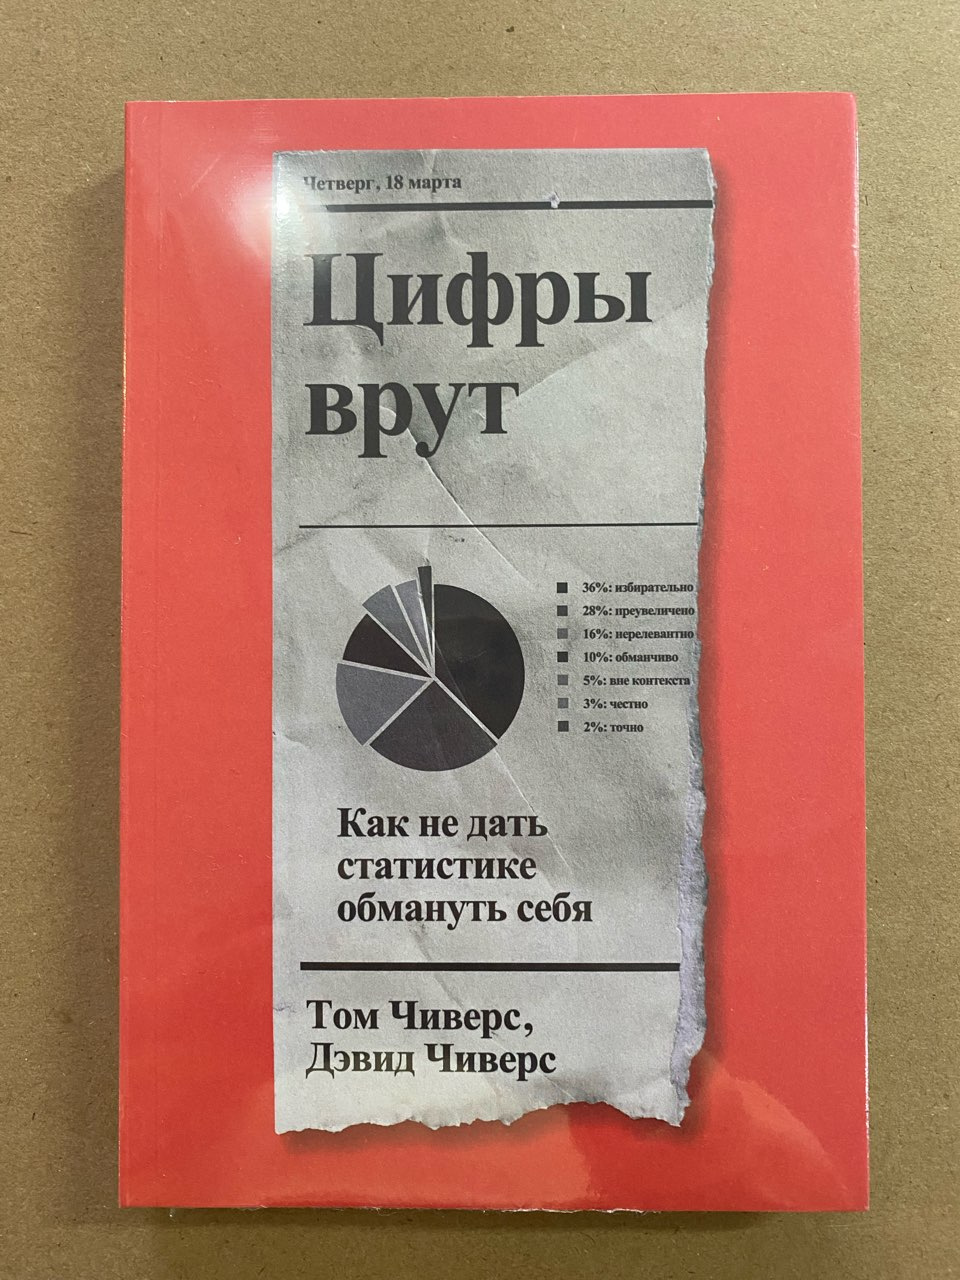 Четверг, 18 марта
Цифры
врут
36%: избирательно
28%: преувеличено
16%: нерелевантно
10%: обманчиво
5%: вне контекста
3%: честно
2%: точно
Как не дать
статистике
обмануть себя
Том Чиверс,
Дэвид Чиверс